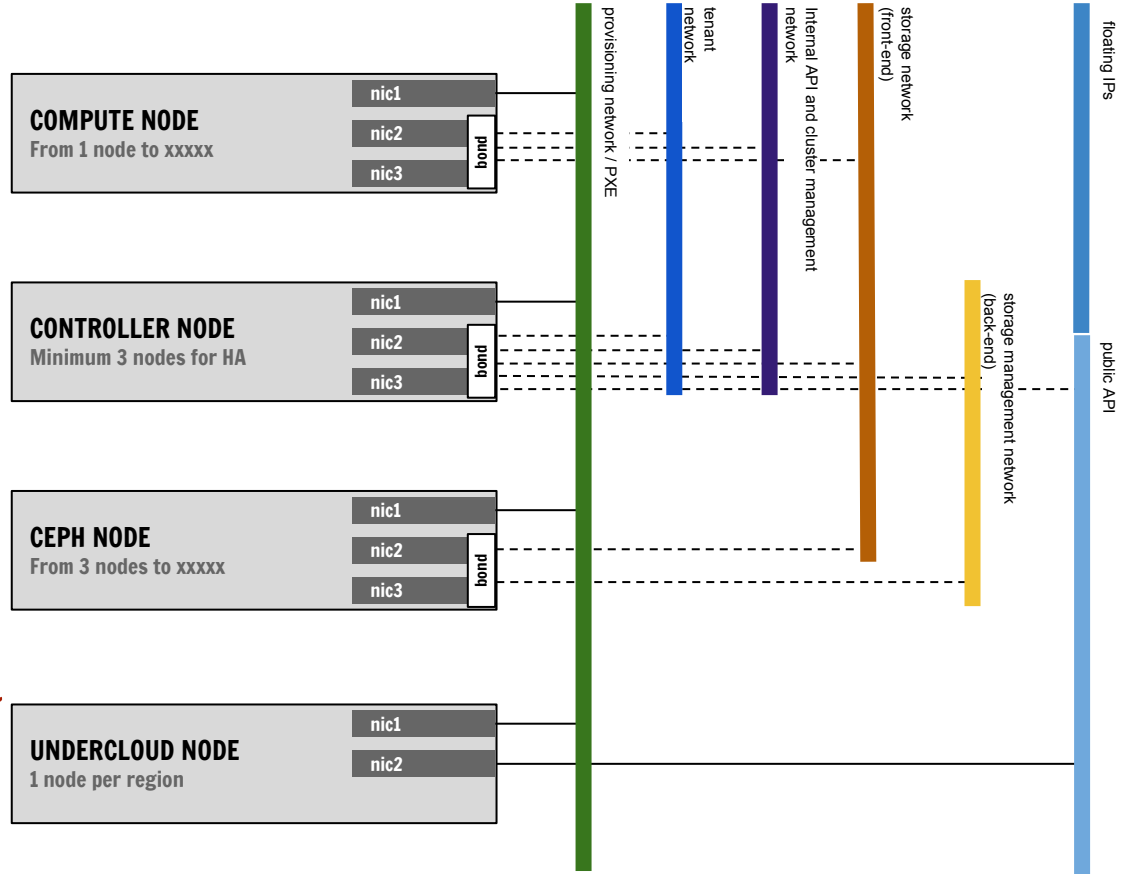 provisioning network / PXE
tenant
network
Internal API and cluster management
network
storage network
(front-end)
floating IPs
COMPUTE NODE
From 1 node to xxxxx
nic1
nic2
nic3
bond
CONTROLLER NODE
Minimum 3 nodes for HA
nic1
nic2
nic3
bond
storage management network
(back-end)
public API
CEPH NODE
From 3 nodes to xxxxx
nic1
nic2
nic3
bond
UNDERCLOUD NODE
1 node per region
nic1
nic2